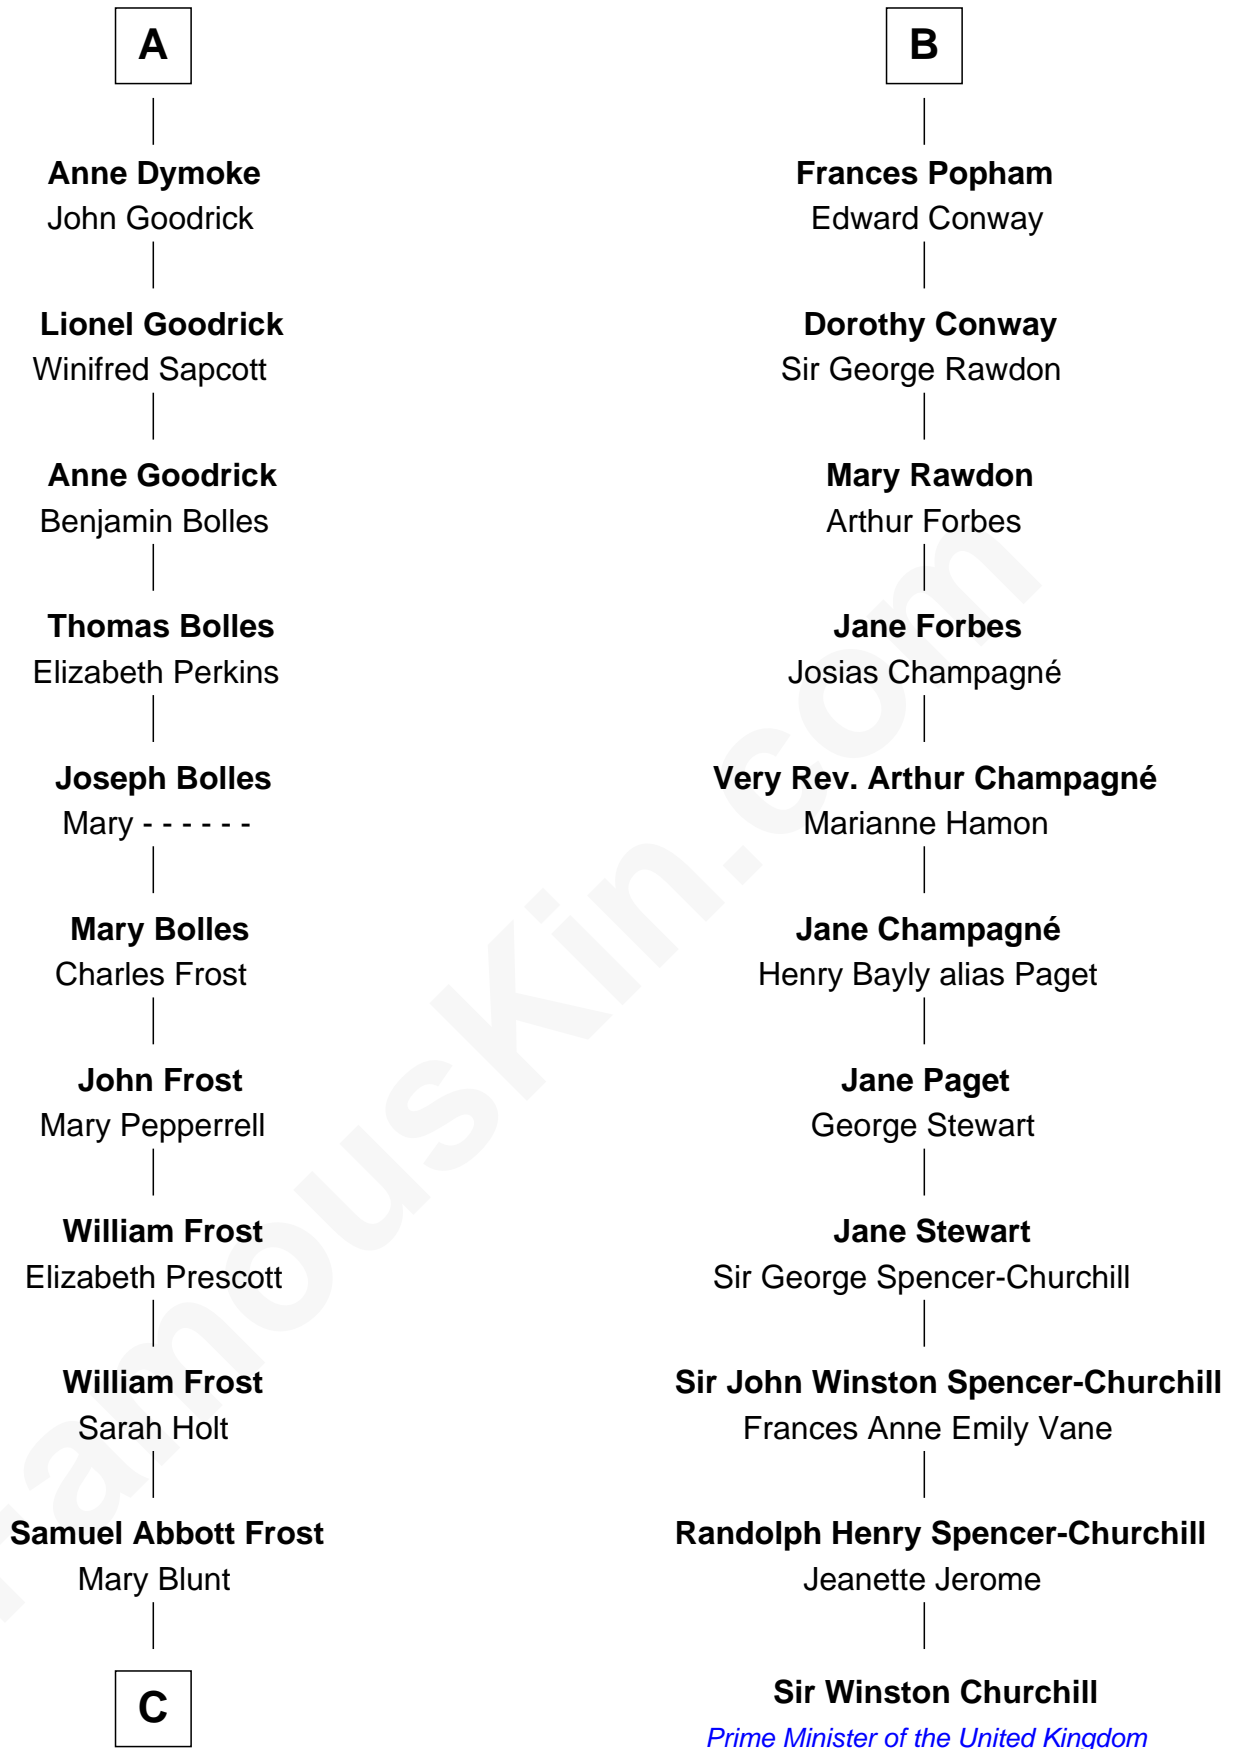 A
Anne Dymoke
John Goodrick
Lionel Goodrick
Winifred Sapcott
Anne Goodrick
Benjamin Bolles
Thomas Bolles
Elizabeth Perkins
Joseph Bolles
Mary - - - - - -
Mary Bolles
Charles Frost
John Frost
Mary Pepperrell
William Frost
Elizabeth Prescott
William Frost
Sarah Holt
Samuel Abbott Frost
Mary Blunt
C
B
Frances Popham
Edward Conway
Dorothy Conway
Sir George Rawdon
Mary Rawdon
Arthur Forbes
Jane Forbes
Josias Champagné
Very Rev. Arthur Champagné
Marianne Hamon
Jane Champagné
Henry Bayly alias Paget
Jane Paget
George Stewart
Jane Stewart
Sir George Spencer-Churchill
Sir John Winston Spencer-Churchill
Frances Anne Emily Vane
Randolph Henry Spencer-Churchill
Jeanette Jerome
Sir Winston Churchill
Prime Minister of the United Kingdom
FamousKin.com